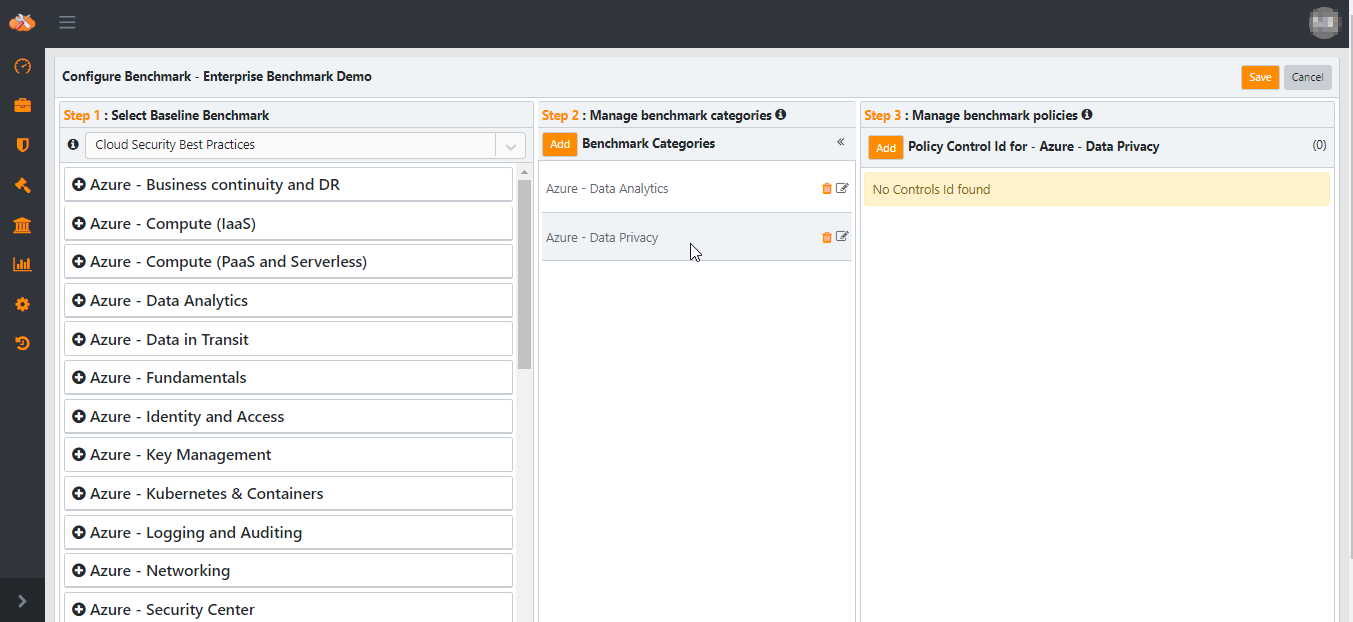 Configure Benchmark - Enterprise Benchmark Demo
Save
Cancel
Step 1 : Select Baseline Benchmark
Cloud Security Best Practices
Azure - Business continuity and DR
Azure - Compute (IaaS)
Azure - Compute (PaaS and Serverless)
Azure - Data Analytics
Azure - Data in Transit
Azure - Fundamentals
Azure - Identity and Access
Azure - Key Management
Azure - Kubernetes & Containers
Azure - Logging and Auditing
Azure - Networking
Azure - Security Center
Step 2 : Manage benchmark categories
Add Benchmark Categories «
Azure - Data Analytics
Azure - Data Privacy
Step 3 : Manage benchmark policies
Add Policy Control Id for - Azure - Data Privacy (0)
No Controls Id found